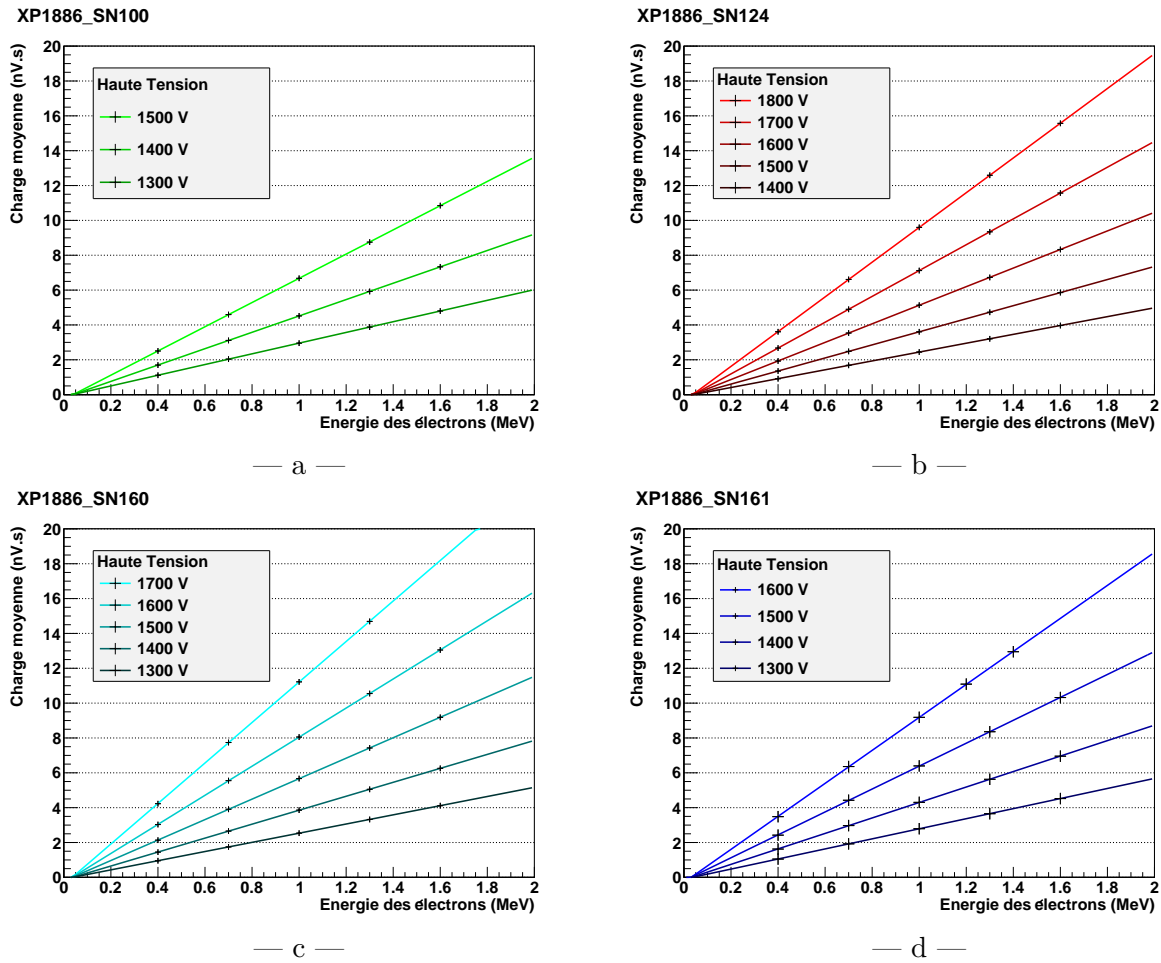 XP1886_SN100
Charge moyenne (nV.s)
20
18
16
14
12
10
8
6
4
2
0
Haute Tension
1500 V
1400 V
1300 V
0 0.2 0.4 0.6 0.8 1 1.2 1.4 1.6 1.8 2
Energie des électrons (MeV)
— a —
XP1886_SN124
Charge moyenne (nV.s)
20
18
16
14
12
10
8
6
4
2
0
Haute Tension
1800 V
1700 V
1600 V
1500 V
1400 V
0 0.2 0.4 0.6 0.8 1 1.2 1.4 1.6 1.8 2
Energie des électrons (MeV)
— b —
XP1886_SN160
Charge moyenne (nV.s)
20
18
16
14
12
10
8
6
4
2
0
Haute Tension
1700 V
1600 V
1500 V
1400 V
1300 V
0 0.2 0.4 0.6 0.8 1 1.2 1.4 1.6 1.8 2
Energie des électrons (MeV)
— c —
XP1886_SN161
Charge moyenne (nV.s)
20
18
16
14
12
10
8
6
4
2
0
Haute Tension
1600 V
1500 V
1400 V
1300 V
0 0.2 0.4 0.6 0.8 1 1.2 1.4 1.6 1.8 2
Energie des électrons (MeV)
— d —